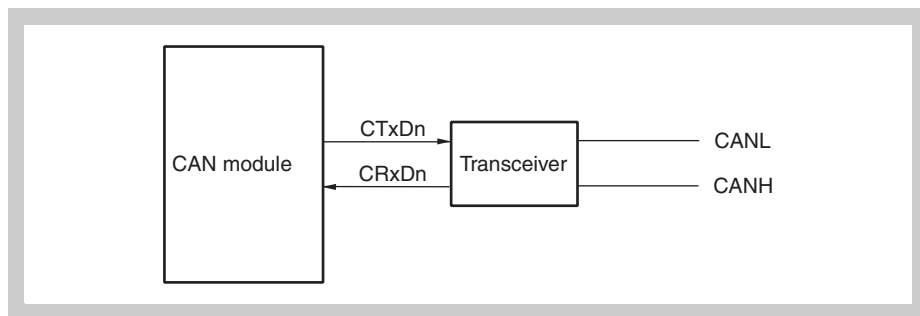 CTxDn
CANL
CAN module
Transceiver
CRxDn
CANH